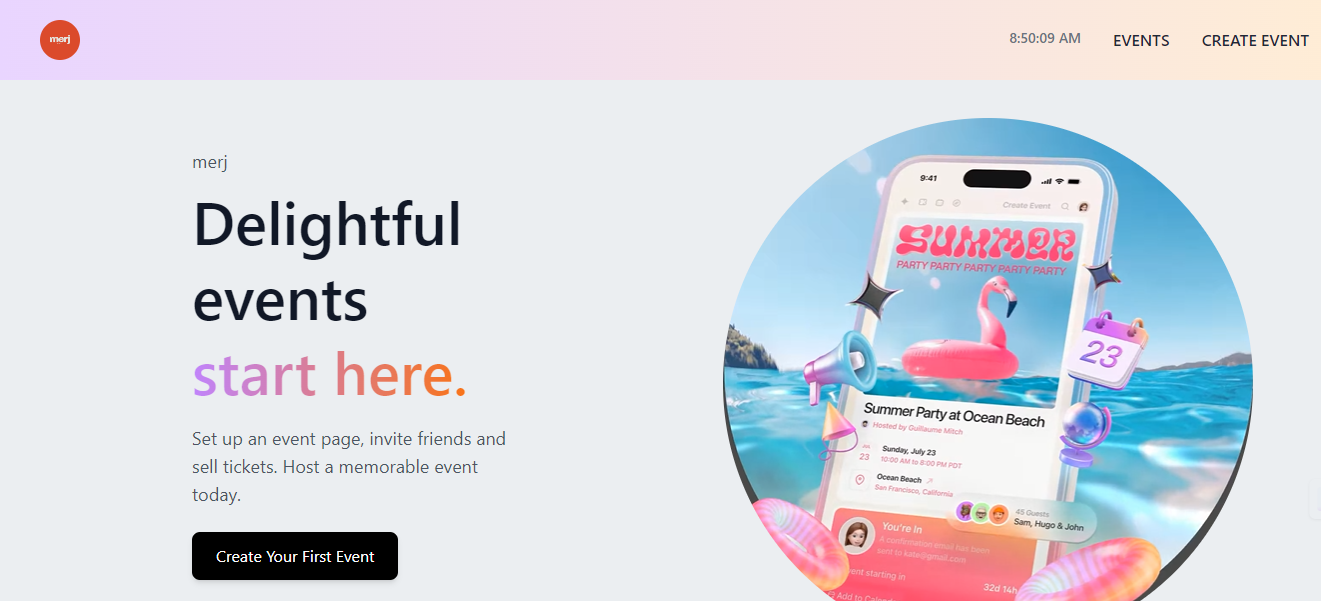 merj
8:50:09 AM
EVENTS
CREATE EVENT
merj
Delightful
events
start here.
Set up an event page, invite friends and
sell tickets. Host a memorable event
today.
Create Your First Event
9:41
Create Event
SUMMER
PARTY PARTY PARTY PARTY PARTY
23
Summer Party at Ocean Beach
Hosted by Guillaume Mitch
23
Sunday, July 23
10:00 AM to 8:00 PM PDT
Ocean Beach
San Francisco, California
45 Guests
Sam, Hugo & John
You're In
A confirmation email has been
sent to kate@gmail.com
starting in
32d 14h
Add to